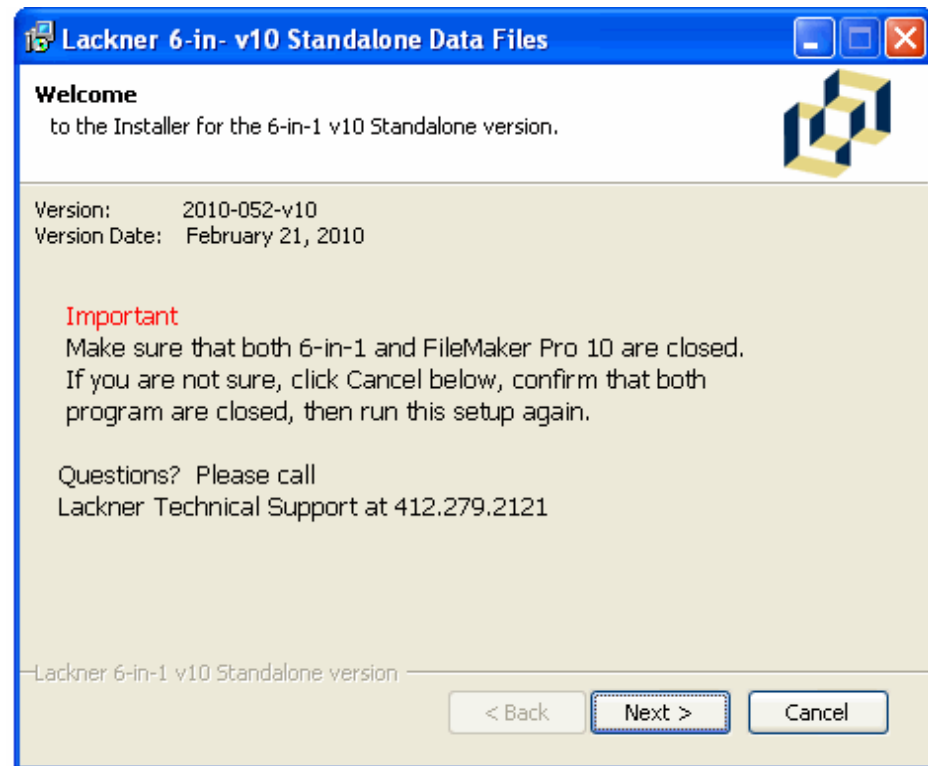 Lackner 6-in- v10 Standalone Data Files
Welcome
to the Installer for the 6-in-1 v10 Standalone version.
Version: 2010-052-v10
Version Date: February 21, 2010
Important
Make sure that both 6-in-1 and FileMaker Pro 10 are closed.
If you are not sure, click Cancel below, confirm that both
program are closed, then run this setup again.
Questions? Please call
Lackner Technical Support at 412.279.2121
Lackner 6-in-1 v10 Standalone version
< Back Next > Cancel